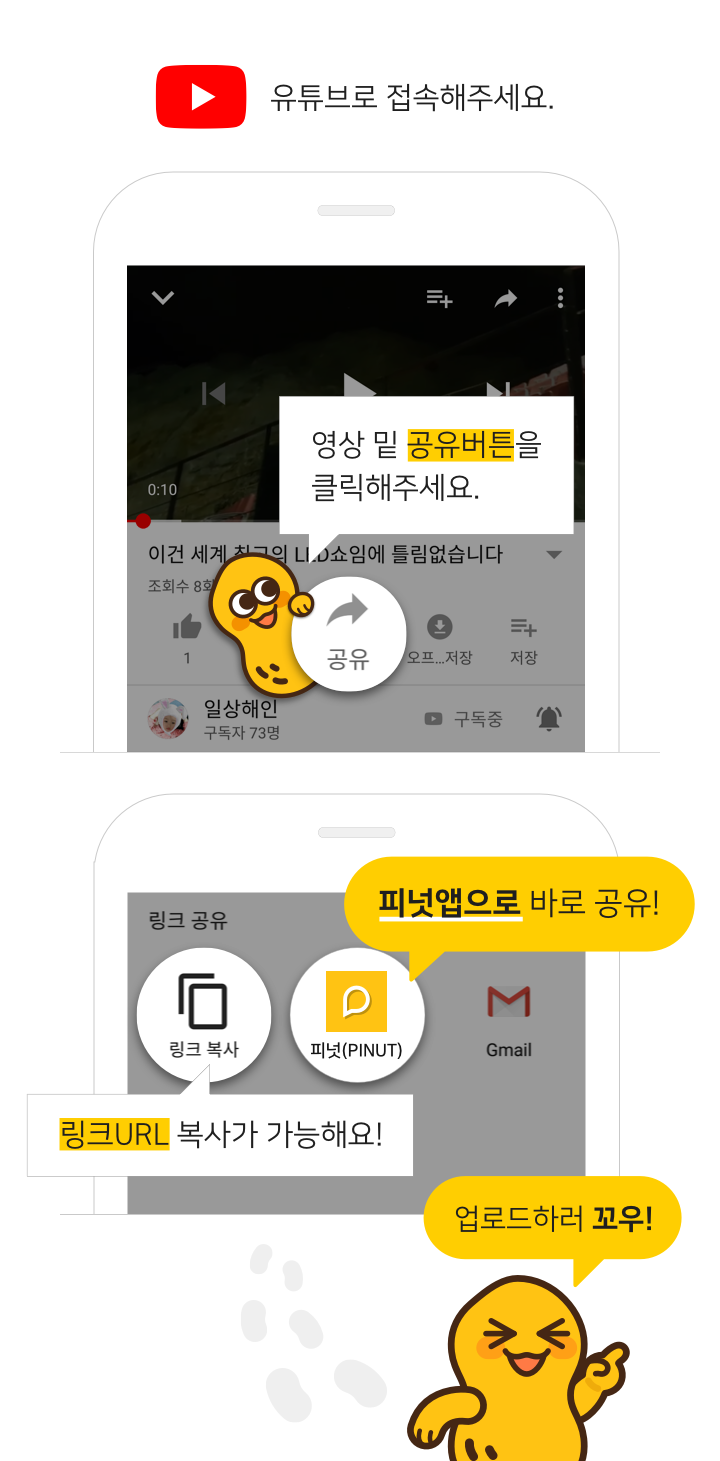 유튜브로 접속해주세요.
영상 밑 공유버튼을
클릭해주세요.
0:10
이건 세계 최고의 LED쇼임에 틀림없습니다
조회수 8회
1
공유
오프...저장
저장
일상해인
구독자 73명
구독중
피넛앱으로 바로 공유!
링크 공유
링크 복사
피넛(PINUT)
Gmail
링크URL 복사가 가능해요!
업로드하러 꼬우!